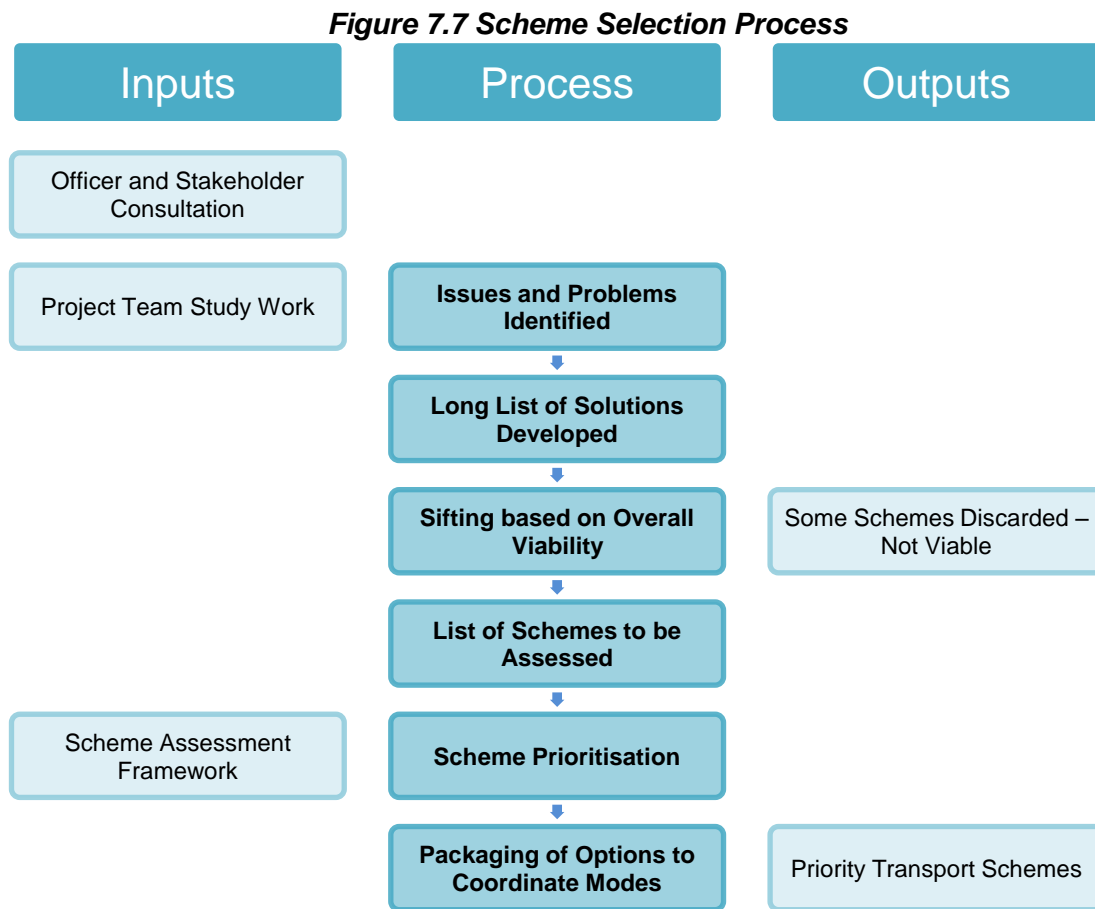 Figure 7.7 Scheme Selection Process
Inputs
Process
Outputs
Officer and Stakeholder
Consultation
Project Team Study Work
Issues and Problems
Identified
Long List of Solutions
Developed
Sifting based on Overall
Viability
Some Schemes Discarded –
Not Viable
List of Schemes to be
Assessed
Scheme Assessment
Framework
Scheme Prioritisation
Packaging of Options to
Coordinate Modes
Priority Transport Schemes